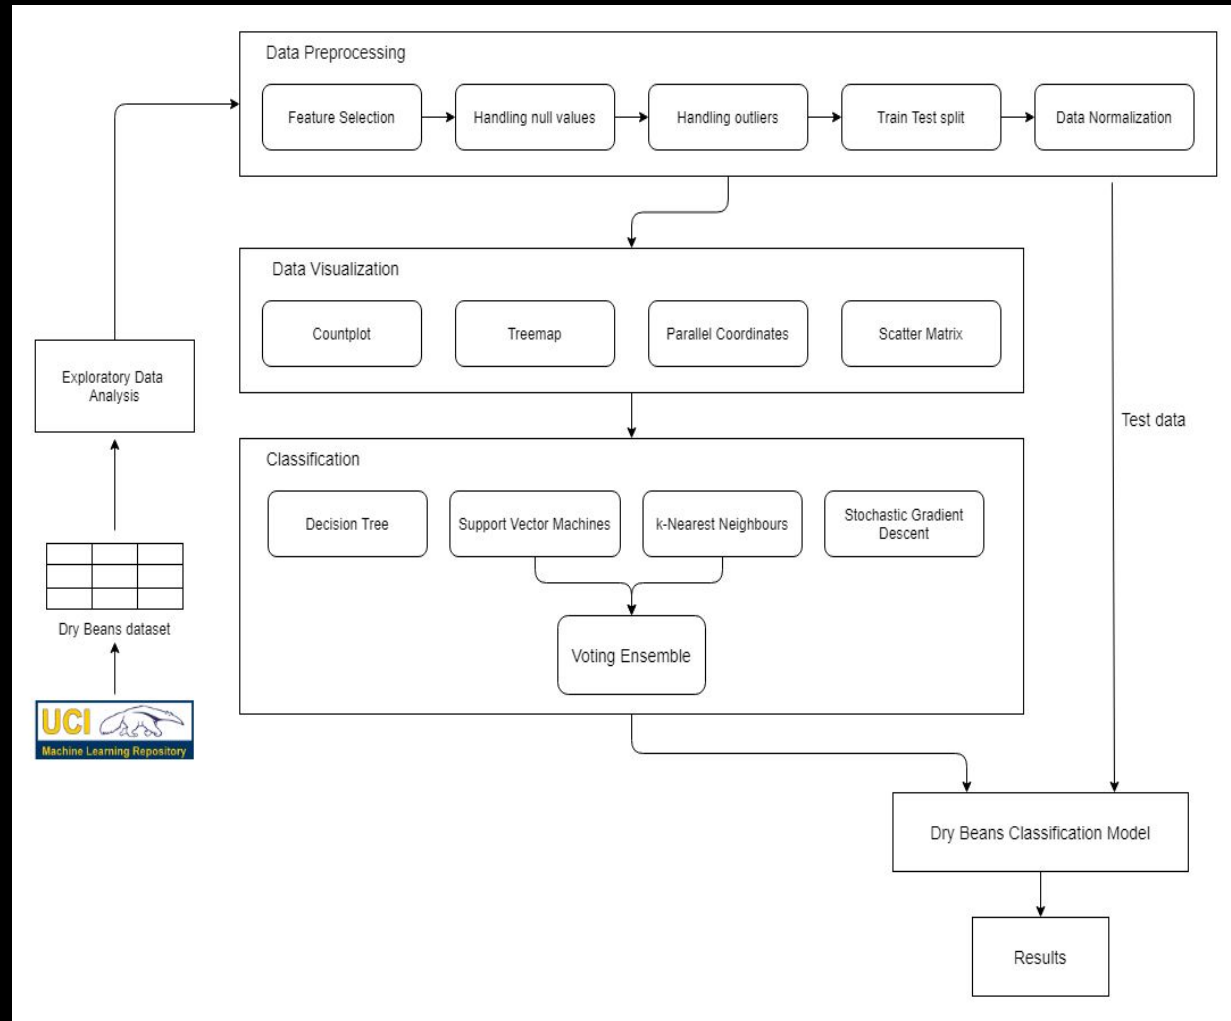 Data Preprocessing
Feature Selection
Handling null values
Handling outliers
Train Test split
Data Normalization
Data Visualization
Countplot
Treemap
Parallel Coordinates
Scatter Matrix
Exploratory Data
Analysis
Test data
Classification
Decision Tree
Support Vector Machines
k-Nearest Neighbours
Stochastic Gradient
Descent
Voting Ensemble
Dry Beans dataset
UCI
Machine Learning Repository
Dry Beans Classification Model
Results